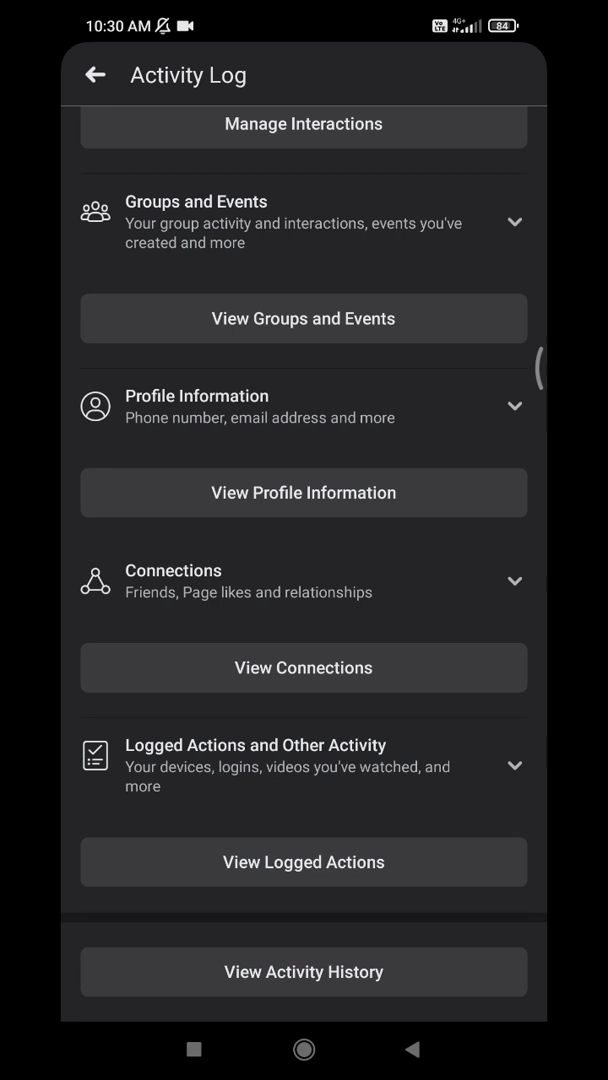 10:30 AM
Vo LTE 4G+ 84
Activity Log
Manage Interactions
Groups and Events
Your group activity and interactions, events you've
created and more
View Groups and Events
Profile Information
Phone number, email address and more
View Profile Information
Connections
Friends, Page likes and relationships
View Connections
Logged Actions and Other Activity
Your devices, logins, videos you've watched, and
more
View Logged Actions
View Activity History